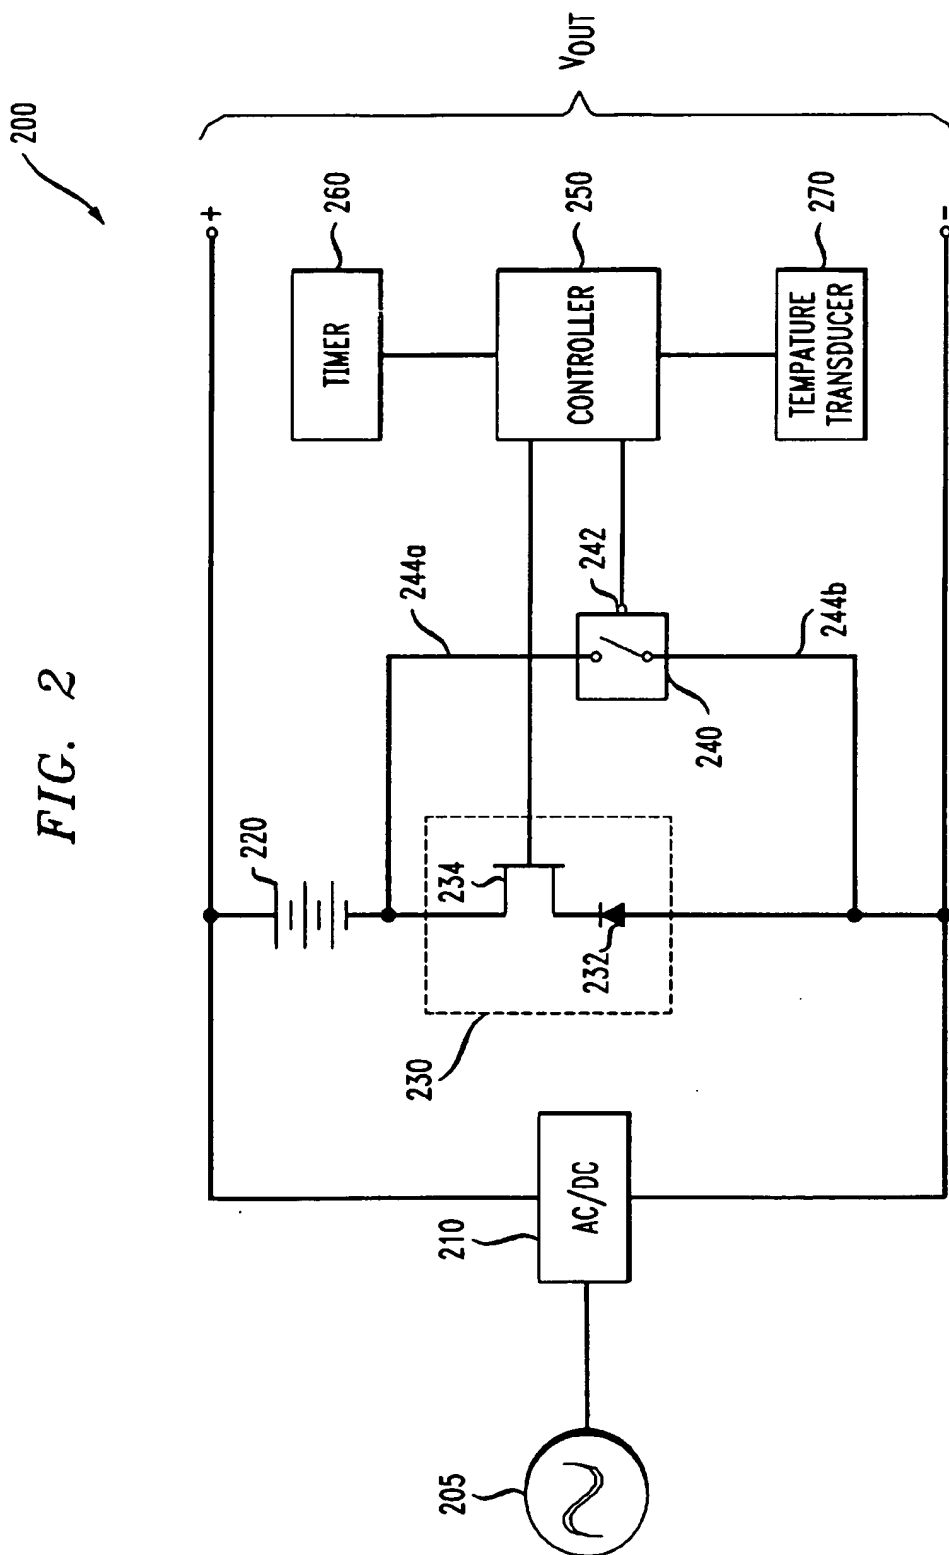 FIG. 2
200
205
210
AC/DC
220
230
232
234
240
242
244a
244b
TIMER
260
CONTROLLER
250
TEMPATURE
TRANSDUCER
270
+
-
VOUT